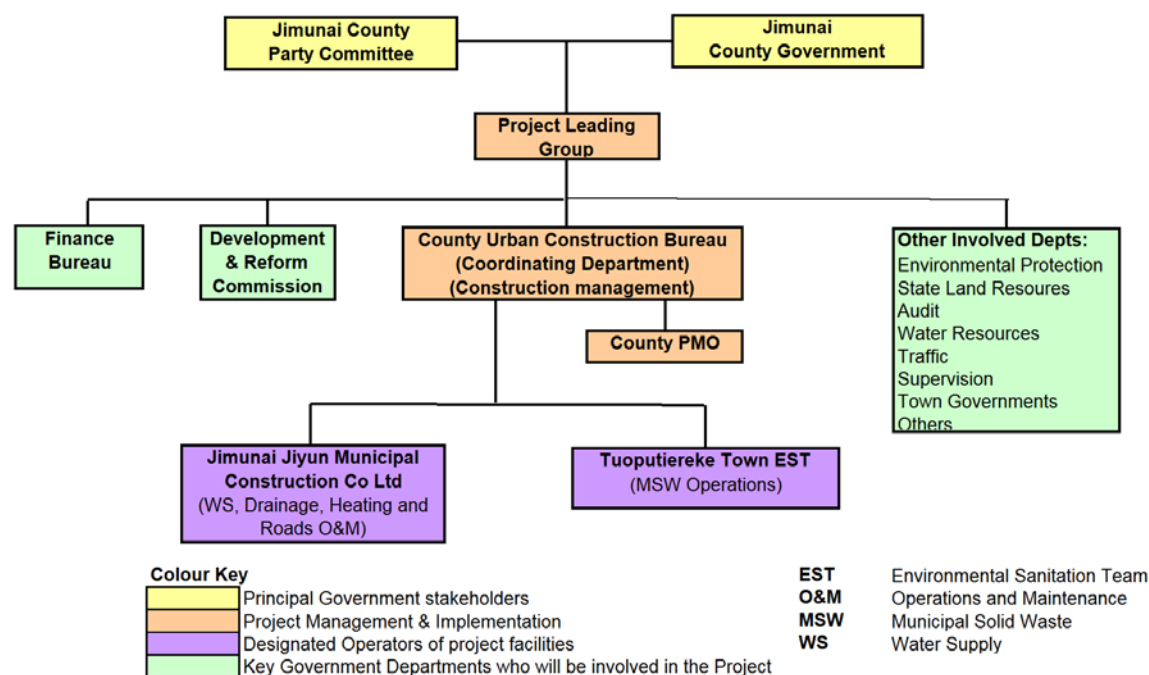 Jimunai County
Party Committee
Jimunai
County Government
Project Leading
Group
Finance
Bureau
Development
& Reform
Commission
County Urban Construction Bureau
(Coordinating Department)
(Construction management)
County PMO
Other Involved Depts:
Environmental Protection
State Land Resoures
Audit
Water Resources
Traffic
Supervision
Town Governments
Others
Jimunai Jiyun Municipal
Construction Co Ltd
(WS, Drainage, Heating and
Roads O&M)
Tuoputiereke Town EST
(MSW Operations)
Colour Key
Principal Government stakeholders
Project Management & Implementation
Designated Operators of project facilities
Key Government Departments who will be involved in the Project
EST Environmental Sanitation Team
O&M Operations and Maintenance
MSW Municipal Solid Waste
WS Water Supply